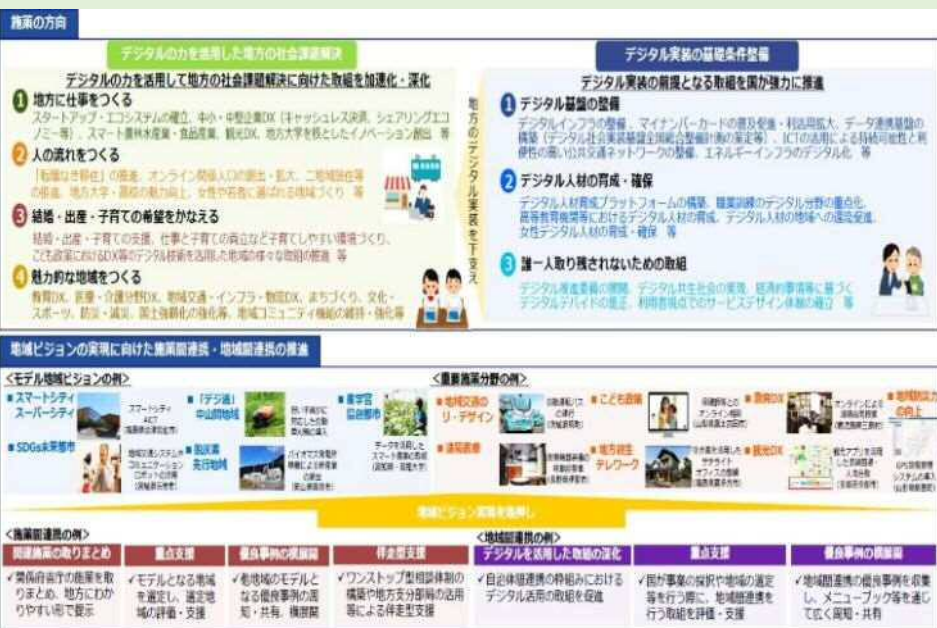 施策の方向
デジタルの力を活用した地方の社会課題解決
デジタルの力を活用して地方の社会課題解決に向けた取組を加速化・深化
1 地方に仕事をつくる
スタートアップ・エコシステムの確立、中小・中堅企業DX(キャッシュレス決済、シェアリングエコ
ノミー等)、スマート農林水産業・食品産業、観光DX、地方大学を核としたイノベーション創出 等
2 人の流れをつくる
「転職なき移住」の推進、オンライン関係人口の創出・拡大、二地域居住等
の推進、地方大学・高校の魅力向上、女性や若者に選ばれる地域づくり 等
3 結婚・出産・子育ての希望をかなえる
結婚・出産・子育ての支援、仕事と子育ての両立など子育てしやすい環境づくり、
こども政策におけるDX等のデジタル技術を活用した地域の様々な取組の推進 等
4 魅力的な地域をつくる
教育DX、医療・介護分野DX、地域交通・インフラ・物流DX、まちづくり、文化・
スポーツ、防災・減災、国土強靱化の強化等、地域コミュニティ機能の維持・強化等
地方のデジタル実装を下支え
デジタル実装の基礎条件整備
デジタル実装の前提となる取組を国が強力に推進
1 デジタル基盤の整備
デジタルインフラの整備、マイナンバーカードの普及促進・利活用拡大、データ連携基盤の
構築(デジタル社会実装基盤全国総合整備計画の策定等)、ICTの活用による持続可能性と利
便性の高い公共交通ネットワークの整備、エネルギーインフラのデジタル化 等
2 デジタル人材の育成・確保
デジタル人材育成プラットフォームの構築、職業訓練のデジタル分野の重点化、
高等教育機関等におけるデジタル人材の育成、デジタル人材の地域への還流促進、
女性デジタル人材の育成・確保 等
3 誰一人取り残されないための取組
デジタル推進委員の展開、デジタル共生社会の実現、経済的事情等に基づく
デジタルデバイドの是正、利用者視点でのサービスデザイン体制の確立 等
地域ビジョンの実現に向けた施策間連携・地域間連携の推進
<モデル地域ビジョンの例>
■スマートシティ
スーパーシティ
スマートシティ
AiCT
■「デジ活」
中山間地域
■産学官
協創都市
■SDGs未来都市
■脱炭素
先行地域
<重要施策分野の例>
■地域交通の
リ・デザイン
自動運転バス
の運行
■こども政策
オンライン相談
■教育DX
■地域防災力
の向上
■遠隔医療
■地方創生
テレワーク
■観光DX
地域ビジョン実現を後押し
<施策間連携の例>
関連施策の取りまとめ
✓関係府省庁の施策を取
りまとめ、地方にわか
りやすい形で提示
重点支援
✓モデルとなる地域
を選定し、選定地
域の評価・支援
優良事例の横展開
✓他地域のモデルと
なる優良事例の周
知・共有、横展開
伴走型支援
✓ワンストップ型相談体制の
構築や地方支分部局の活用
等による伴走型支援
<地域間連携の例>
デジタルを活用した取組の深化
✓自治体間連携の枠組みにおける
デジタル活用の取組を促進
重点支援
✓国が事業の採択や地域の選定
等を行う際に、地域間連携を
行う取組を評価・支援
優良事例の横展開
✓地域間連携の優良事例を収集
し、メニューブック等を通じ
て広く周知・共有